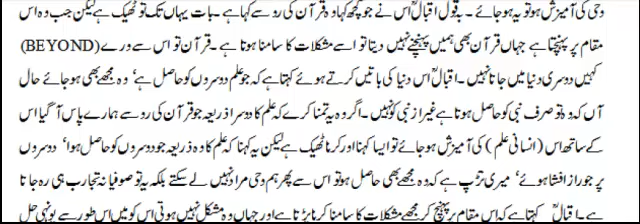 وحی کی آمیزش ہو تو یہ ہو جائے۔ بقول اقبالؒ اس نے جو کچھ کہا وہ قرآن کی رو سے کہا ہے۔ بات یہاں تک تو ٹھیک ہے لیکن جب وہ اس
مقام پر پہنچتا ہے جہاں قرآن بھی ہمیں پہنچنے نہیں دیتا تو اسے مشکلات کا سامنا ہوتا ہے۔ قرآن تو اس سے ورے (BEYOND)
کہیں دوسری دنیا میں جاتا نہیں۔ اقبالؒ اس دنیا کی باتیں کرتے ہوئے کہتا ہے کہ جو علم دوسروں کو حاصل ہے‘ وہ مجھے بھی ہو جائے حال
آں کہ وہ تو صرف نبی کو حاصل ہوتا ہے غیر از نبی کو نہیں۔ اگر وہ یہ تمنا کرے کہ علم کا دوسرا ذریعہ جو قرآن کی رو سے ہمارے پاس آ گیا اس
کے ساتھ اس (انسانی علم) کی آمیزش ہو جائے تو ایسا کہنا اور کرنا ٹھیک ہے لیکن یہ کہنا کہ علم کا وہ ذریعہ جو دوسروں کو حاصل ہوا‘ دوسروں
پر جو راز افشا ہوئے‘ میری تڑپ ہے کہ وہ مجھے بھی حاصل ہو تو اس سے پھر ہم وحی مراد نہیں لے سکتے بلکہ یہ تو صوفیانہ تجارب ہی رہ جاتا
ہے۔ اقبالؒ کہتا ہے کہ اس مقام پر پہنچ کر مجھے مشکلات کا سامنا کرنا پڑتا ہے اور جہاں وہ مشکل نہیں ہوتی اس کو میں اس طور سے یونہی حل